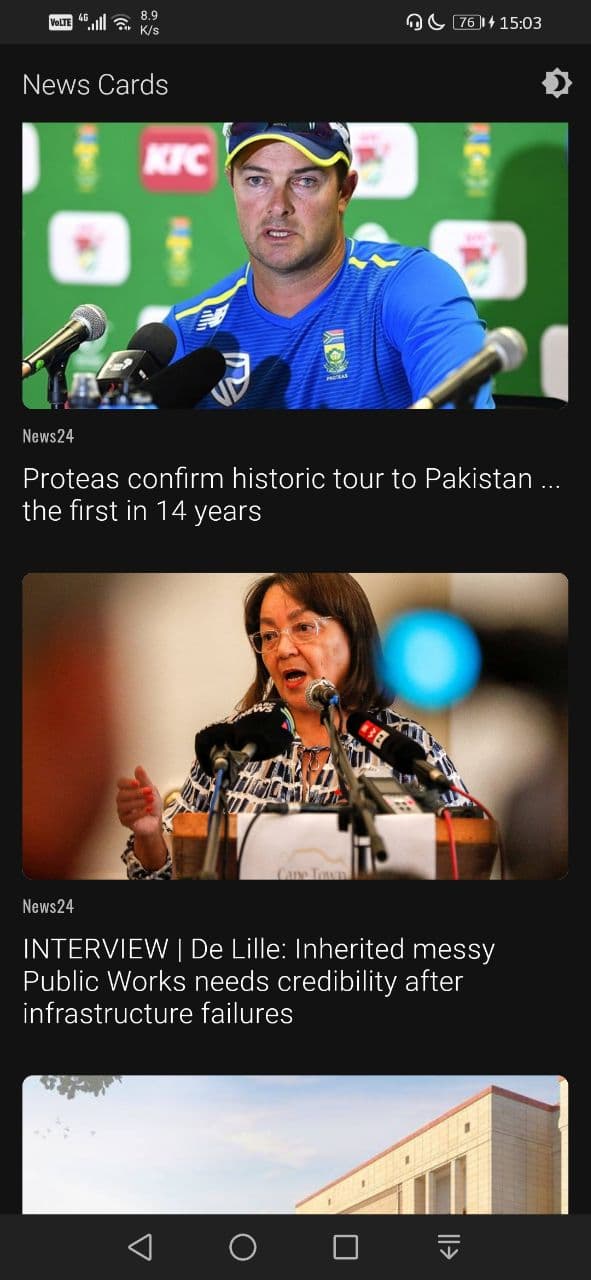 VoLTE 4G 8.9 K/s 76 15:03
News Cards
KFC
PROTEAS
News24
Proteas confirm historic tour to Pakistan ...
the first in 14 years
NEWS
Cape Town
News24
INTERVIEW | De Lille: Inherited messy
Public Works needs credibility after
infrastructure failures